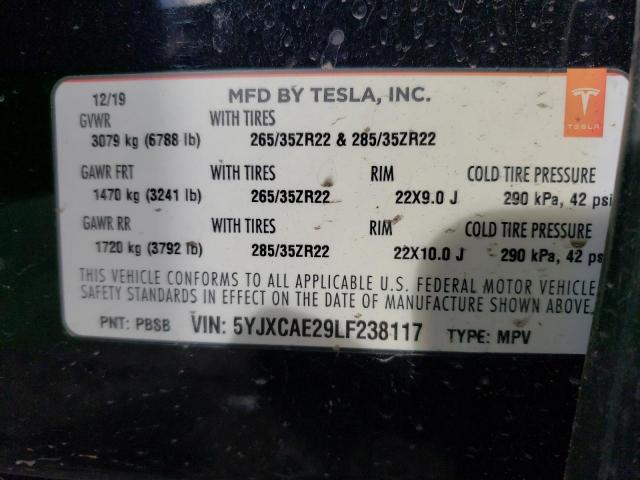 12/19 MFD BY TESLA, INC.
TESLA
GVWR WITH TIRES
3079 kg (6788 lb) 265/35ZR22 & 285/35ZR22
GAWR FRT WITH TIRES RIM COLD TIRE PRESSURE
1470 kg (3241 lb) 265/35ZR22 22X9.0 J 290 kPa, 42 psi
GAWR RR WITH TIRES RIM COLD TIRE PRESSURE
1720 kg (3792 lb) 285/35ZR22 22X10.0 J 290 kPa, 42 ps
THIS VEHICLE CONFORMS TO ALL APPLICABLE U.S. FEDERAL MOTOR VEHICLE
SAFETY STANDARDS IN EFFECT ON THE DATE OF MANUFACTURE SHOWN ABOVE.
PNT: PBSB VIN: 5YJXCAE29LF238117 TYPE: MPV